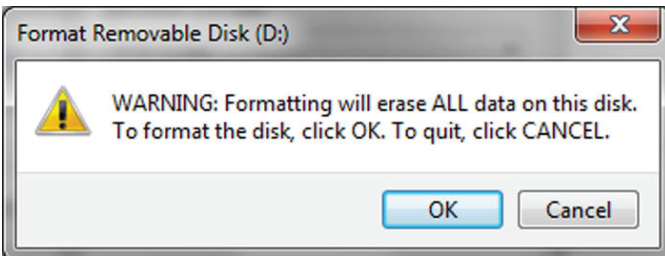 Format Removable Disk (D:)
WARNING: Formatting will erase ALL data on this disk.
To format the disk, click OK. To quit, click CANCEL.
OK
Cancel